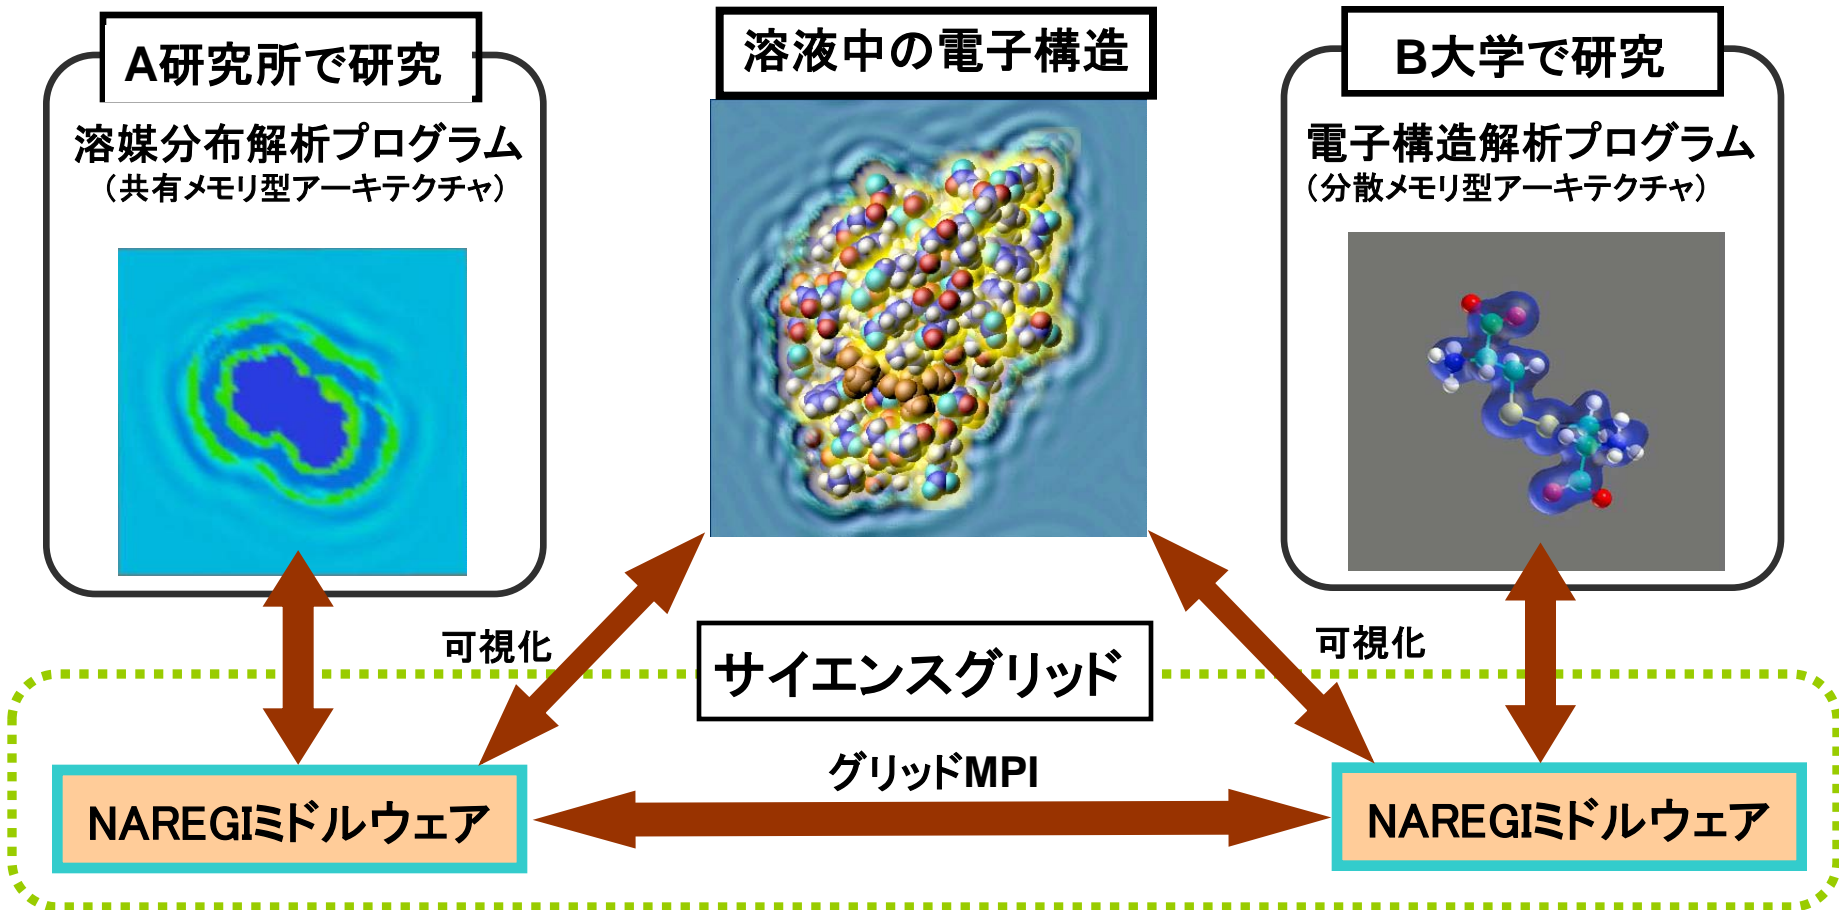 A研究所で研究
溶媒分布解析プログラム
（共有メモリ型アーキテクチャ）
溶液中の電子構造
B大学で研究
電子構造解析プログラム
（分散メモリ型アーキテクチャ）
可視化
可視化
サイエンスグリッド
グリッドMPI
NAREGIミドルウェア
NAREGIミドルウェア